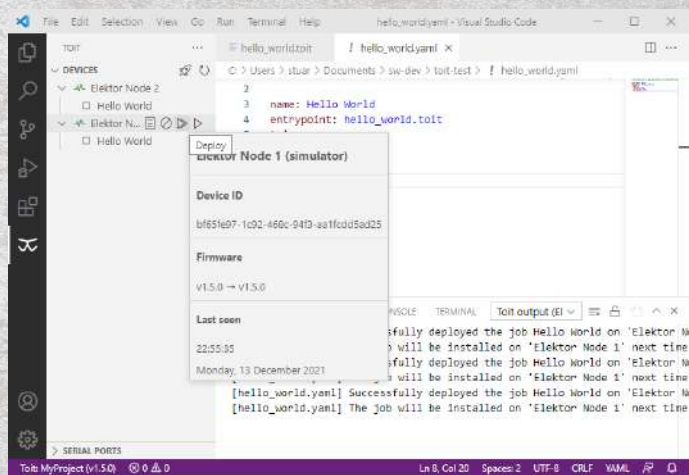 File Edit Selection View Go Run Terminal Help hello_world.yaml - Visual Studio Code
TOIT ...
hello_world.toit ! hello_world.yaml ×
DEVICES
C: > Users > stuar > Documents > sw-dev > toit-test > ! hello_world.yaml
Elektor Node 2
Hello World
Elektor N...
Hello World
2
3 name: Hello World
4 entrypoint: hello_world.toit
Deploy
Elektor Node 1 (simulator)
Device ID
Firmware
v1.5.0 → v1.5.0
Last seen
22:55:35
Monday, 13 December 2021
NSOLE TERMINAL Toit output (El
sfully deployed the job Hello World on 'Elektor No
will be installed on 'Elektor Node 1' next time
sfully deployed the job Hello World on 'Elektor No
will be installed on 'Elektor Node 1' next time
[hello_world.yaml] Successfully deployed the job Hello World on 'Elektor No
[hello_world.yaml] The job will be installed on 'Elektor Node 1' next time
SERIAL PORTS
Toit: MyProject (v1.5.0) 0 0 Ln 8, Col 20 Spaces: 2 UTF-8 CRLF YAML